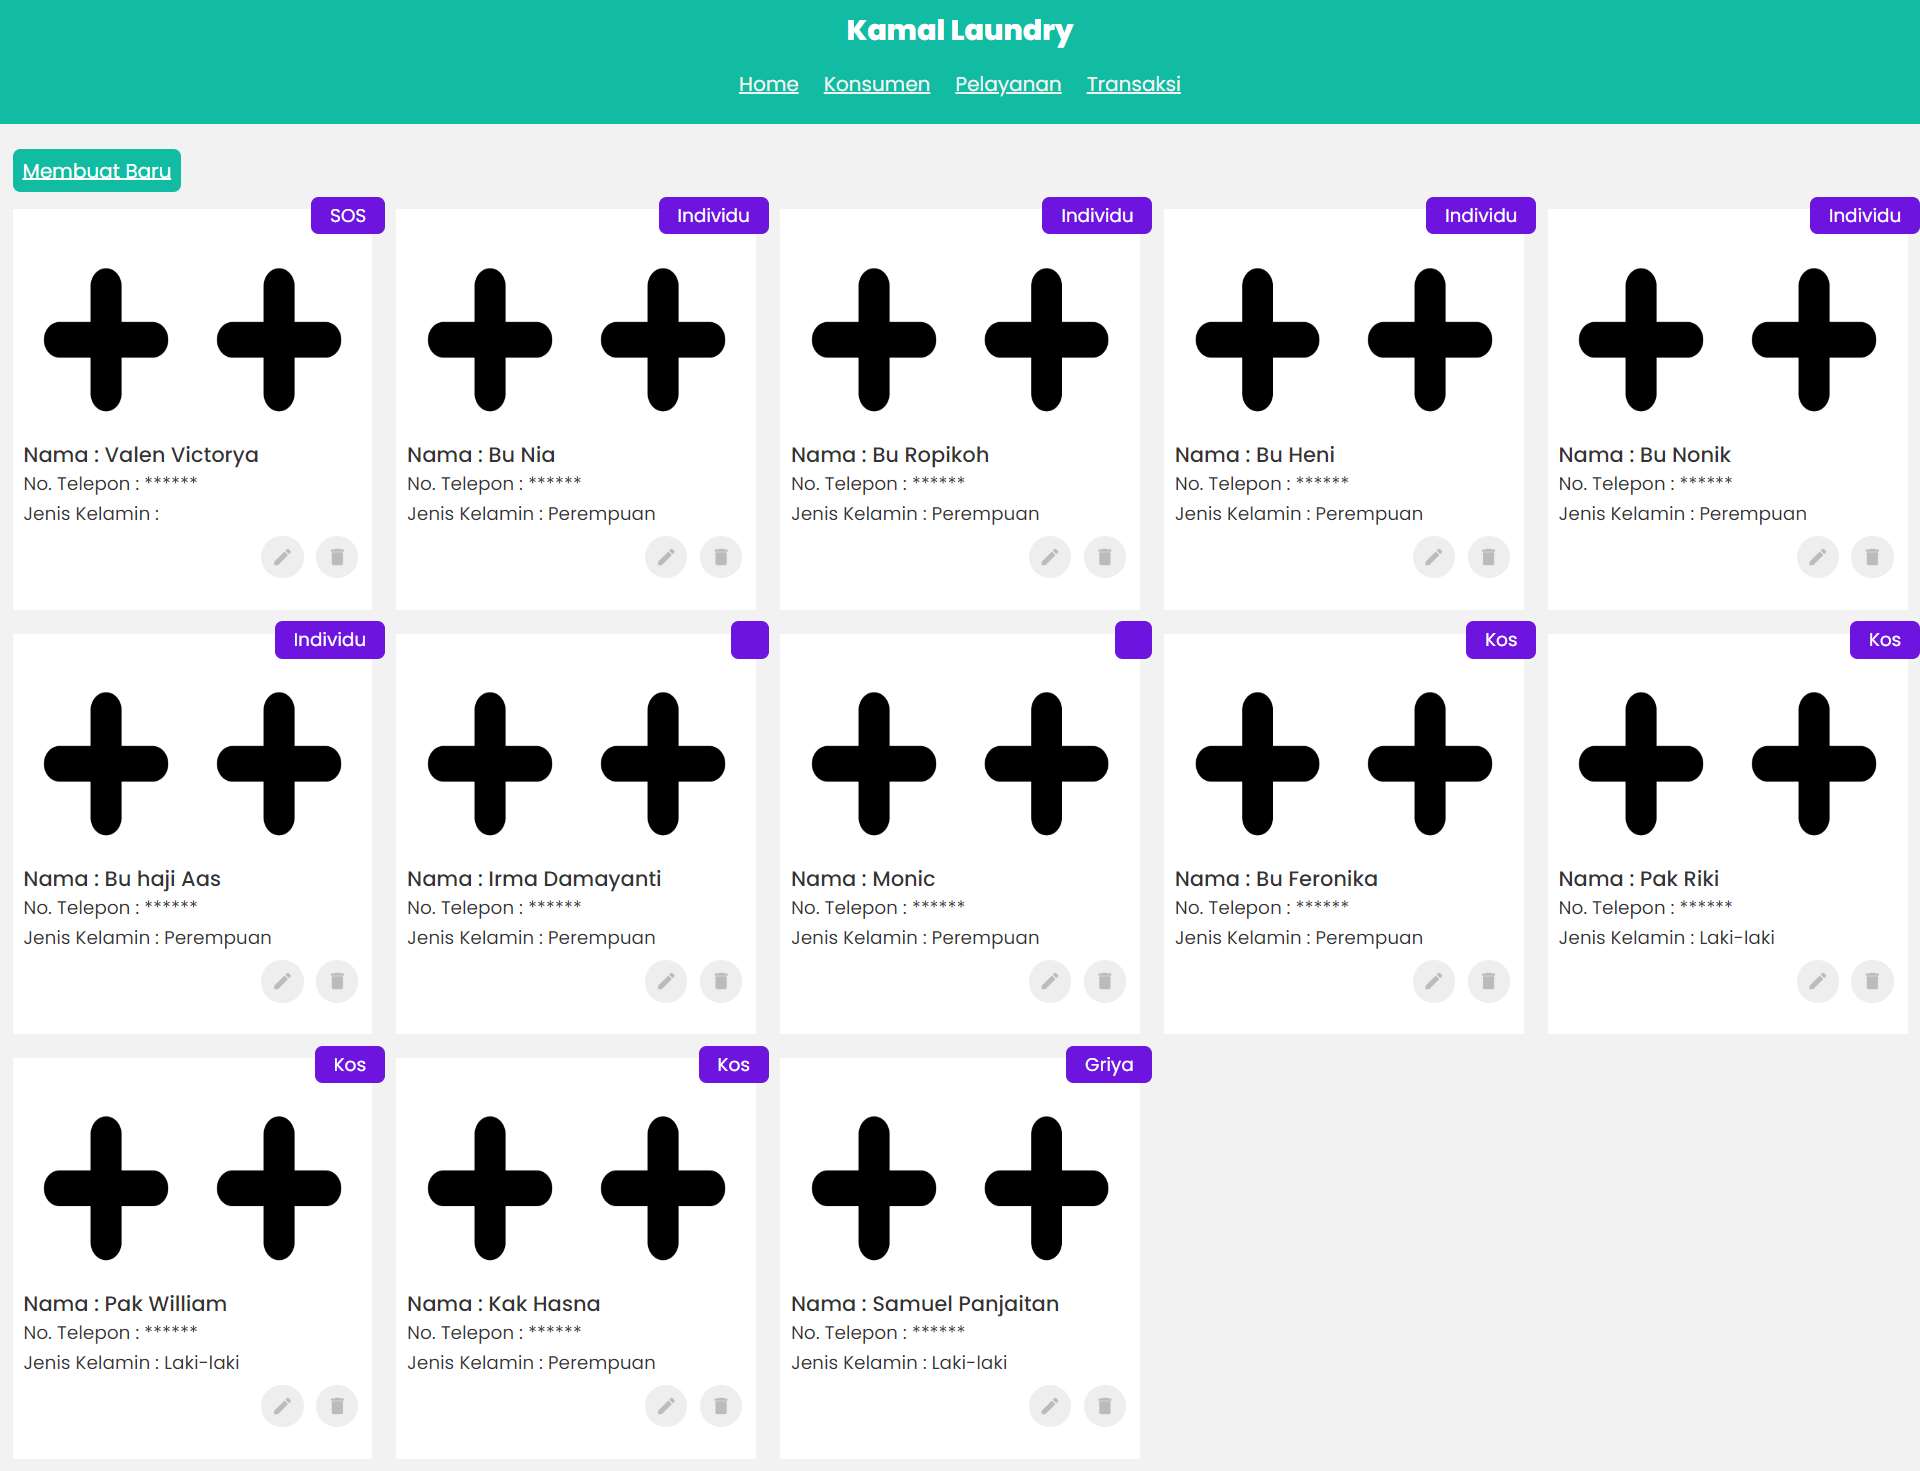 Kamal Laundry
Home Konsumen Pelayanan Transaksi
Membuat Baru
SOS
Nama : Valen Victorya
No. Telepon : ******
Jenis Kelamin :
Individu
Nama : Bu Nia
No. Telepon : ******
Jenis Kelamin : Perempuan
Individu
Nama : Bu Ropikoh
No. Telepon : ******
Jenis Kelamin : Perempuan
Individu
Nama : Bu Heni
No. Telepon : ******
Jenis Kelamin : Perempuan
Individu
Nama : Bu Nonik
No. Telepon : ******
Jenis Kelamin : Perempuan
Individu
Nama : Bu haji Aas
No. Telepon : ******
Jenis Kelamin : Perempuan
Nama : Irma Damayanti
No. Telepon : ******
Jenis Kelamin : Perempuan
Nama : Monic
No. Telepon : ******
Jenis Kelamin : Perempuan
Kos
Nama : Bu Feronika
No. Telepon : ******
Jenis Kelamin : Perempuan
Kos
Nama : Pak Riki
No. Telepon : ******
Jenis Kelamin : Laki-laki
Kos
Nama : Pak William
No. Telepon : ******
Jenis Kelamin : Laki-laki
Kos
Nama : Kak Hasna
No. Telepon : ******
Jenis Kelamin : Perempuan
Griya
Nama : Samuel Panjaitan
No. Telepon : ******
Jenis Kelamin : Laki-laki